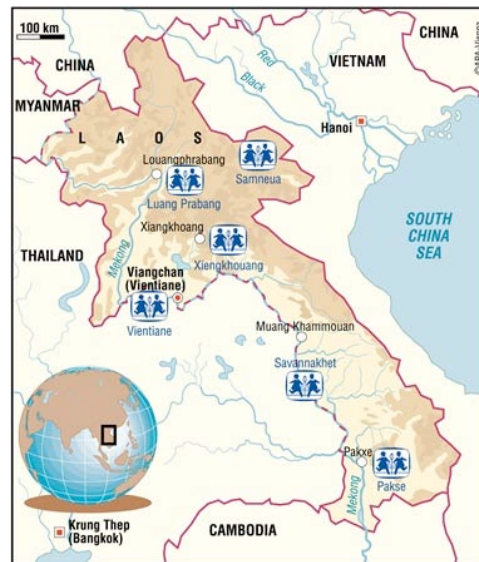 100 km
CHINA
CHINA
MYANMAR
VIETNAM
Red
Black
Hanoi
L A O S
Louangphrabang
Luang Prabang
Samneua
Xiangkhoang
Xiengkhouang
THAILAND
Mekong
Viangchan
(Vientiane)
Vientiane
SOUTH
CHINA
SEA
Muang Khammouan
Savannakhet
Pakxe
Pakse
Mekong
Krung Thep
(Bangkok)
CAMBODIA